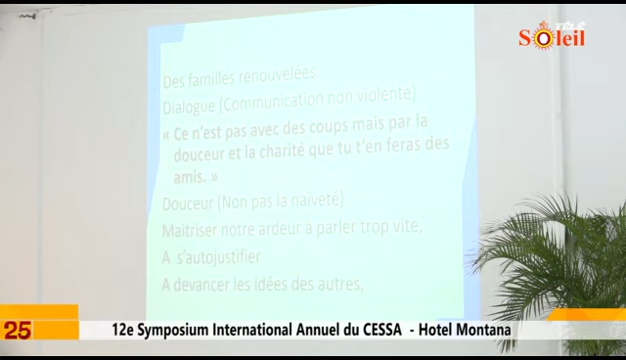 TÉLÉ
SOleil
Des familles renouvelées
Dialogue (Communication non violente)
« Ce n'est pas avec des coups mais par la
douceur et la charité que tu t'en feras des
amis. »
Douceur (Non pas la naïveté)
Maitriser notre ardeur à parler trop vite,
A s'autojustifier
A devancer les idées des autres,
25
12e Symposium International Annuel du CESSA - Hotel Montana